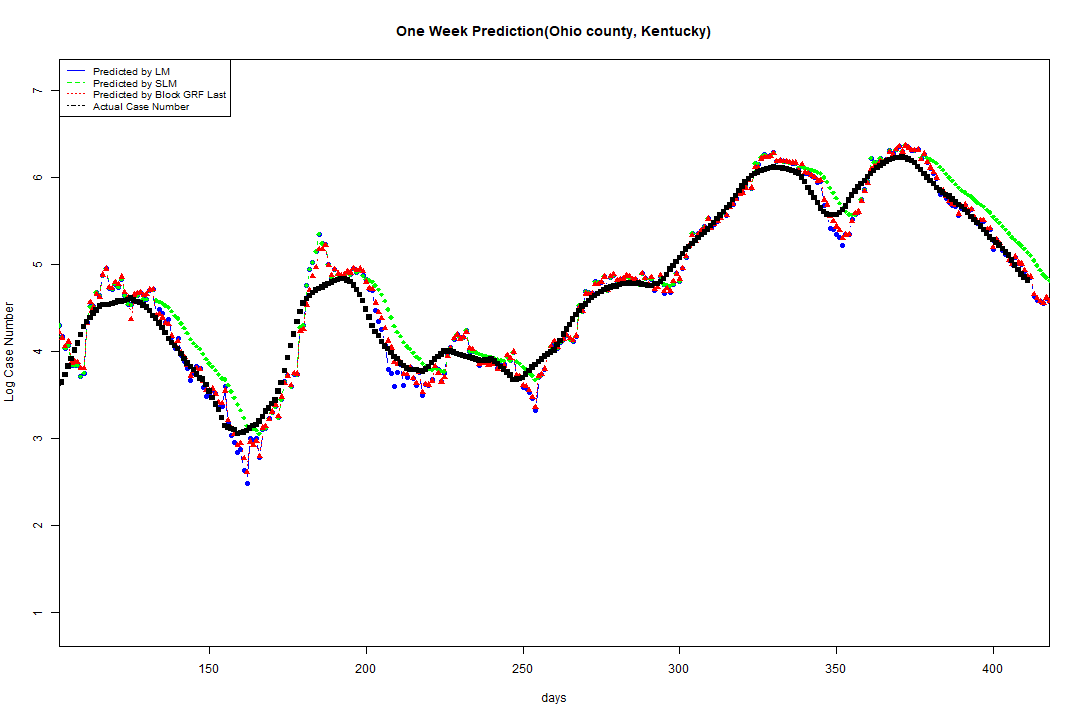 One Week Prediction(Ohio county, Kentucky)
Predicted by LM
Predicted by SLM
Predicted by Block GRF Last
Actual Case Number
7
6
5
4
3
2
1
Log Case Number
150 200 250 300 350 400
days